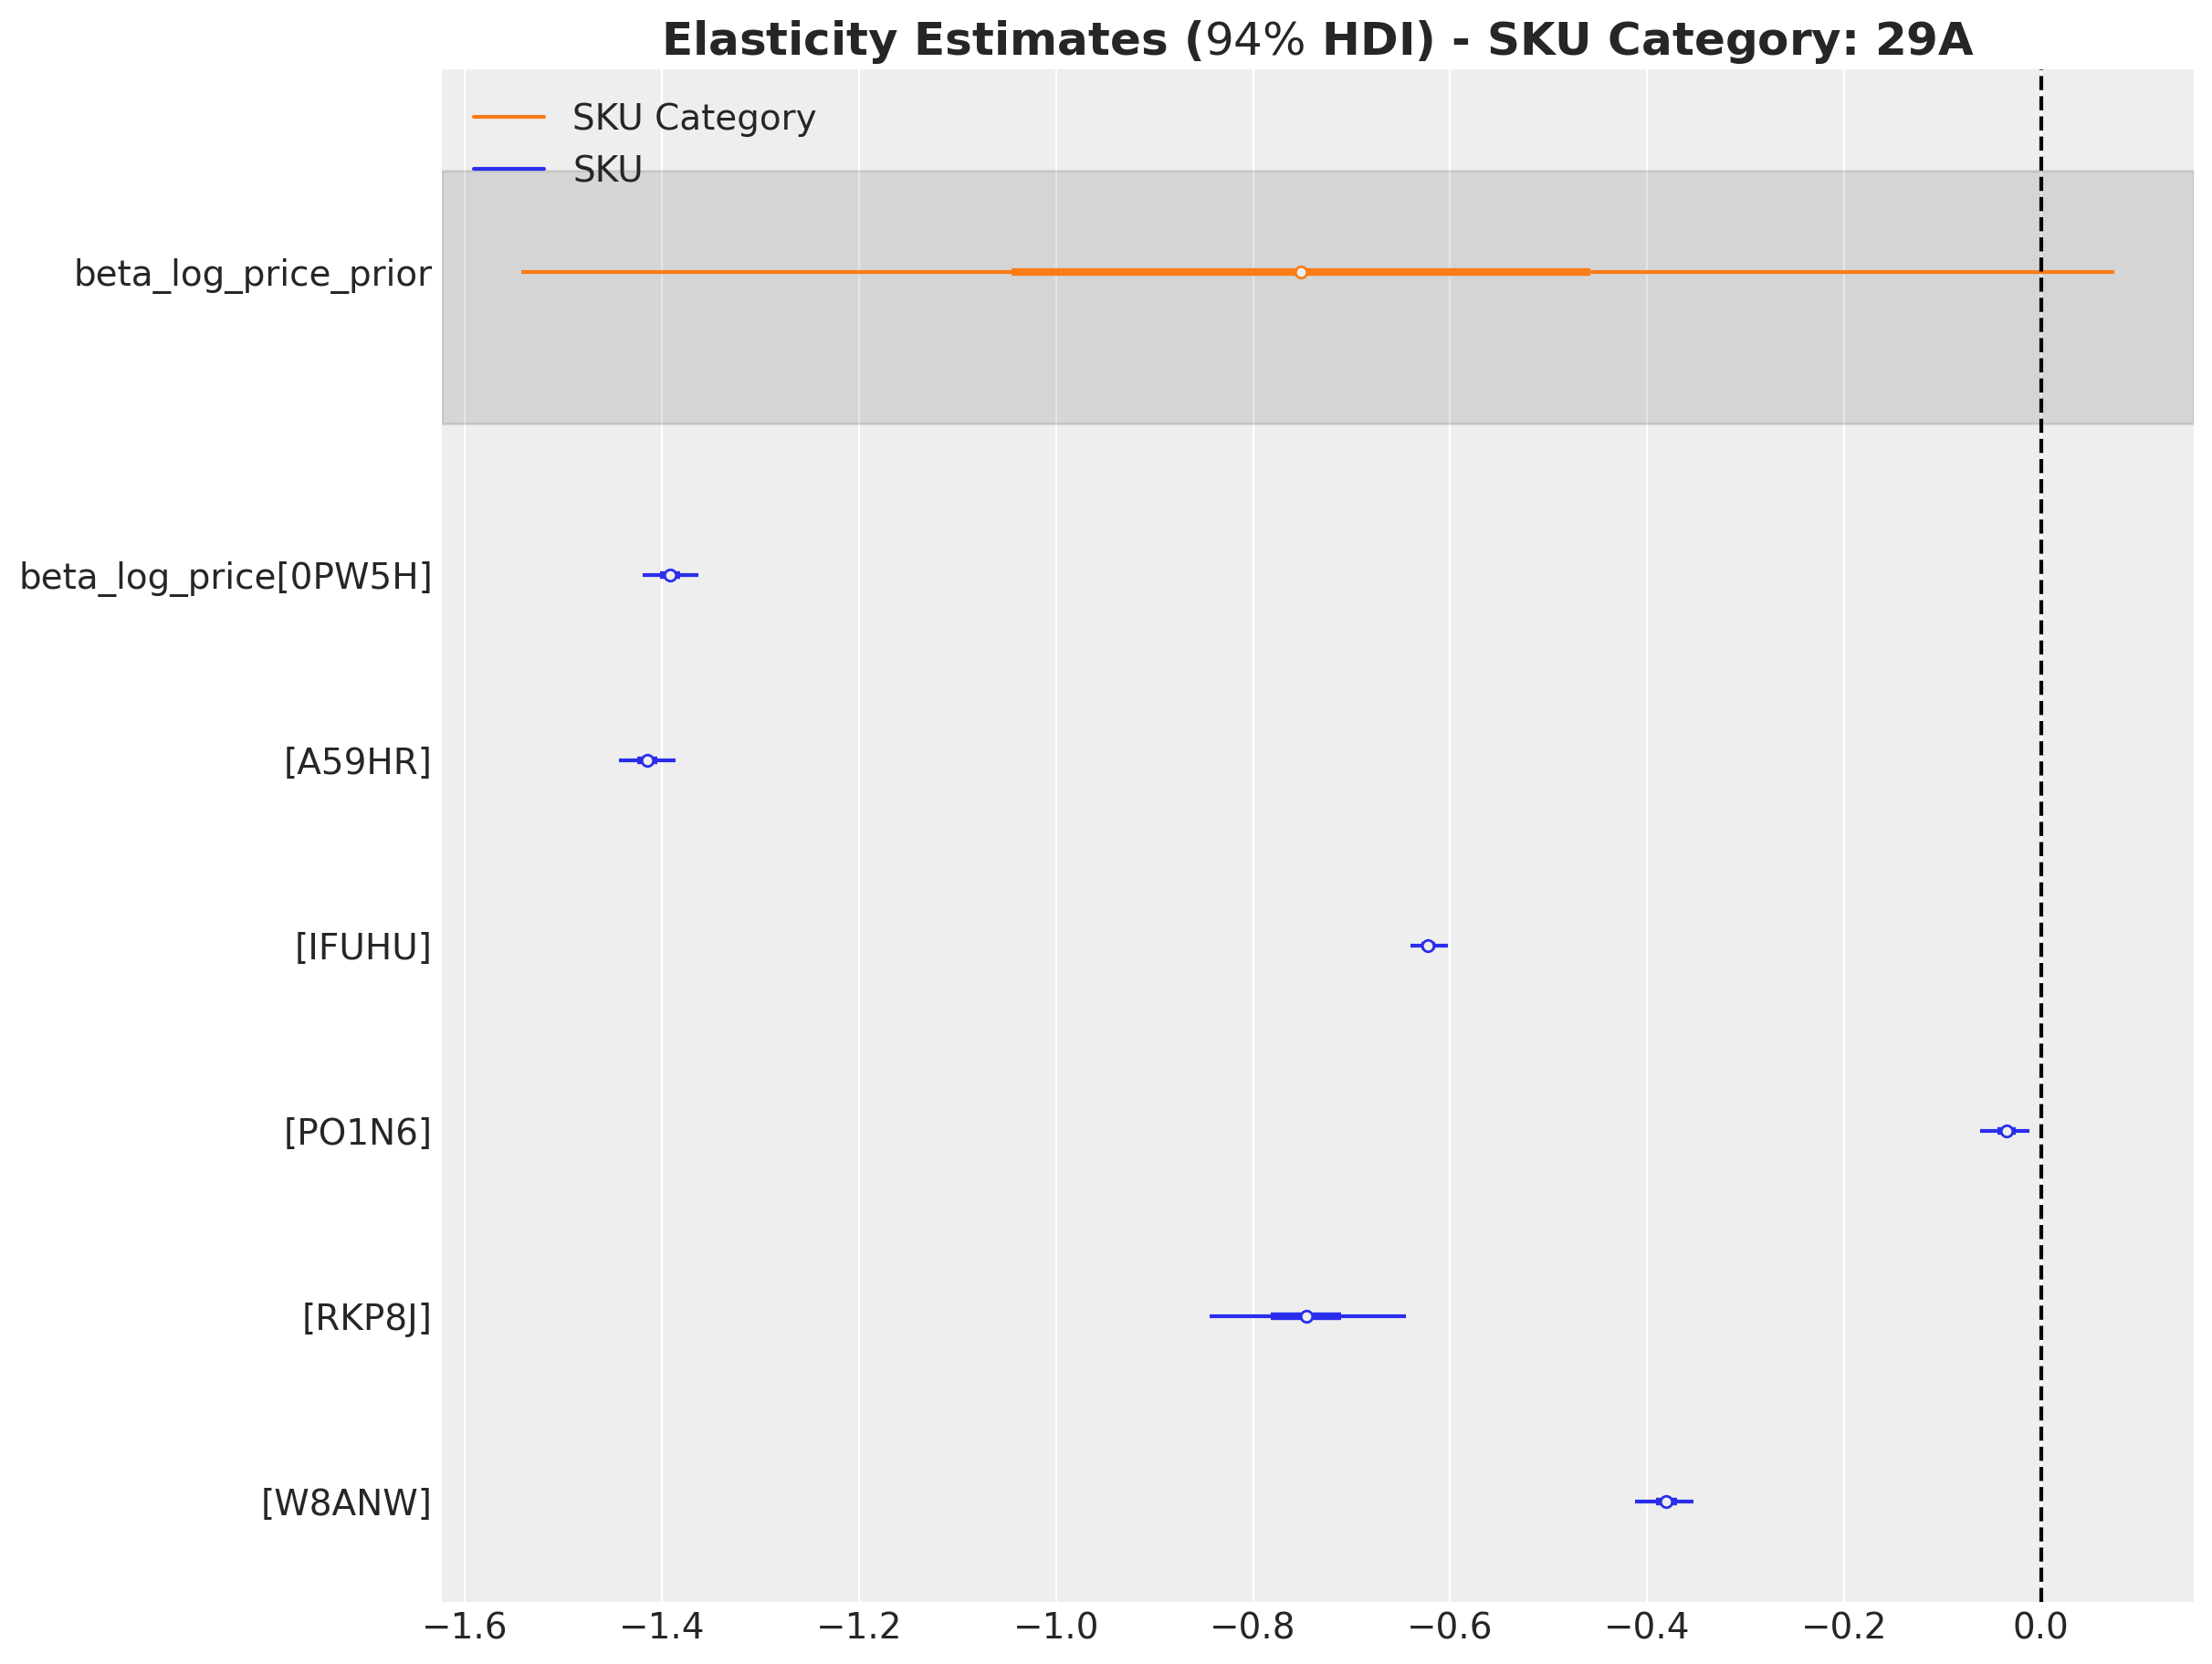 Elasticity Estimates (94% HDI) - SKU Category: 29A
SKU Category
SKU
beta_log_price_prior
beta_log_price[0PW5H]
[A59HR]
[IFUHU]
[PO1N6]
[RKP8J]
[W8ANW]
−1.6 −1.4 −1.2 −1.0 −0.8 −0.6 −0.4 −0.2 0.0